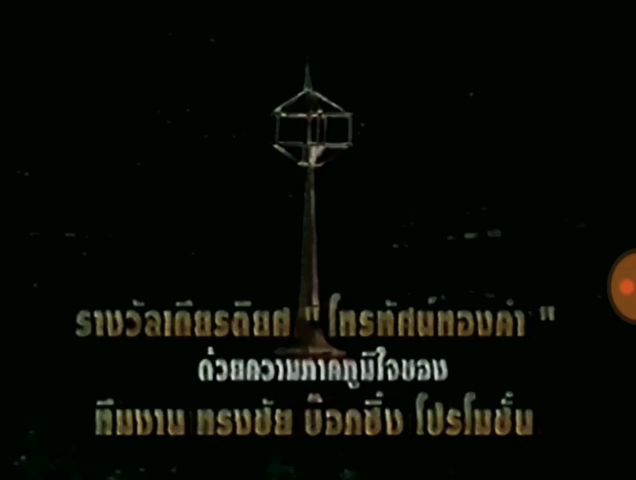 รางวัลเกียรติยศ " โทรทัศน์ทองคำ "
ด้วยความภาคภูมิใจของ
ทีมงาน ทรงชัย บ๊อกซิ่ง โปรโมชั่น